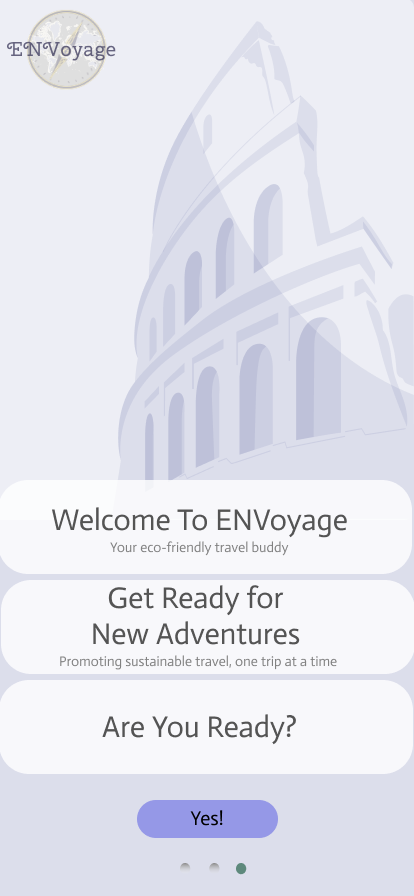 ENVoyage
Welcome To ENVoyage
Your eco-friendly travel buddy
Get Ready for
New Adventures
Promoting sustainable travel, one trip at a time
Are You Ready?
Yes!